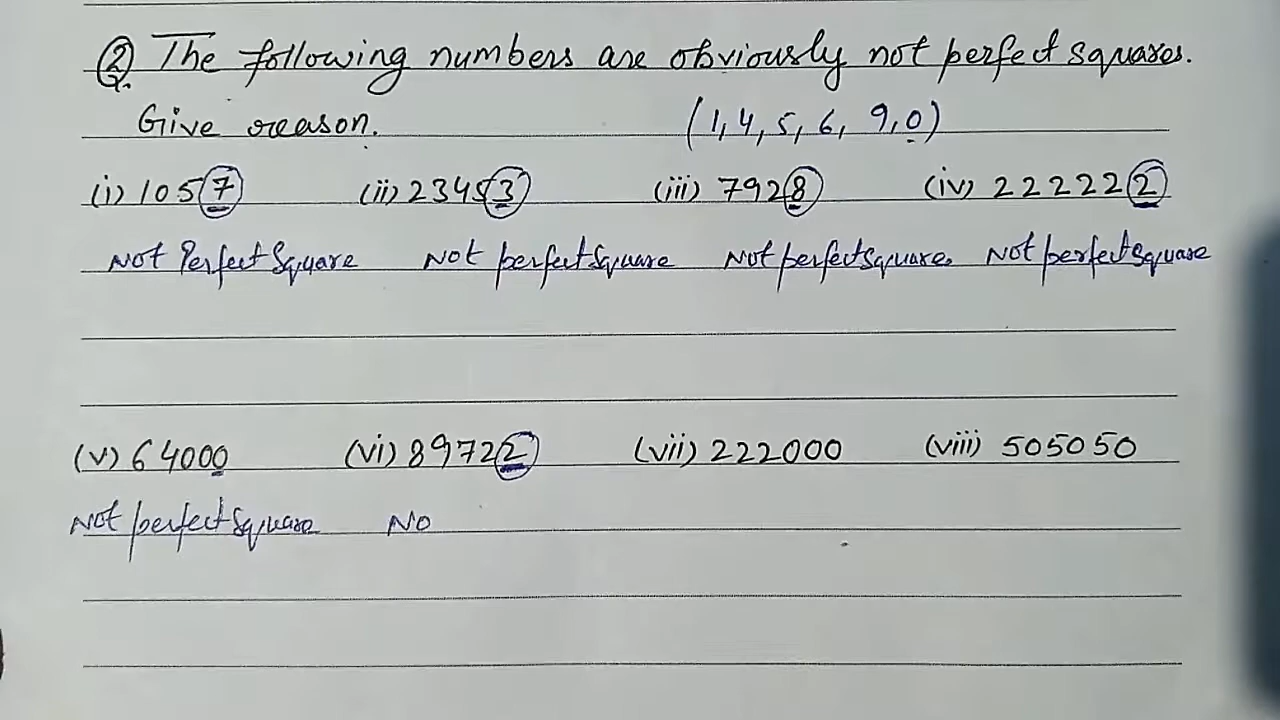 Q2. The following numbers are obviously not perfect squares.
Give reason. (1, 4, 5, 6, 9, 0)
(i) 1057 (ii) 23453 (iii) 7928 (iv) 222222
Not Perfect Square Not perfect square Not perfect square. Not perfect square
(v) 64000 (vi) 89722 (vii) 222000 (viii) 505050
Not perfect square No